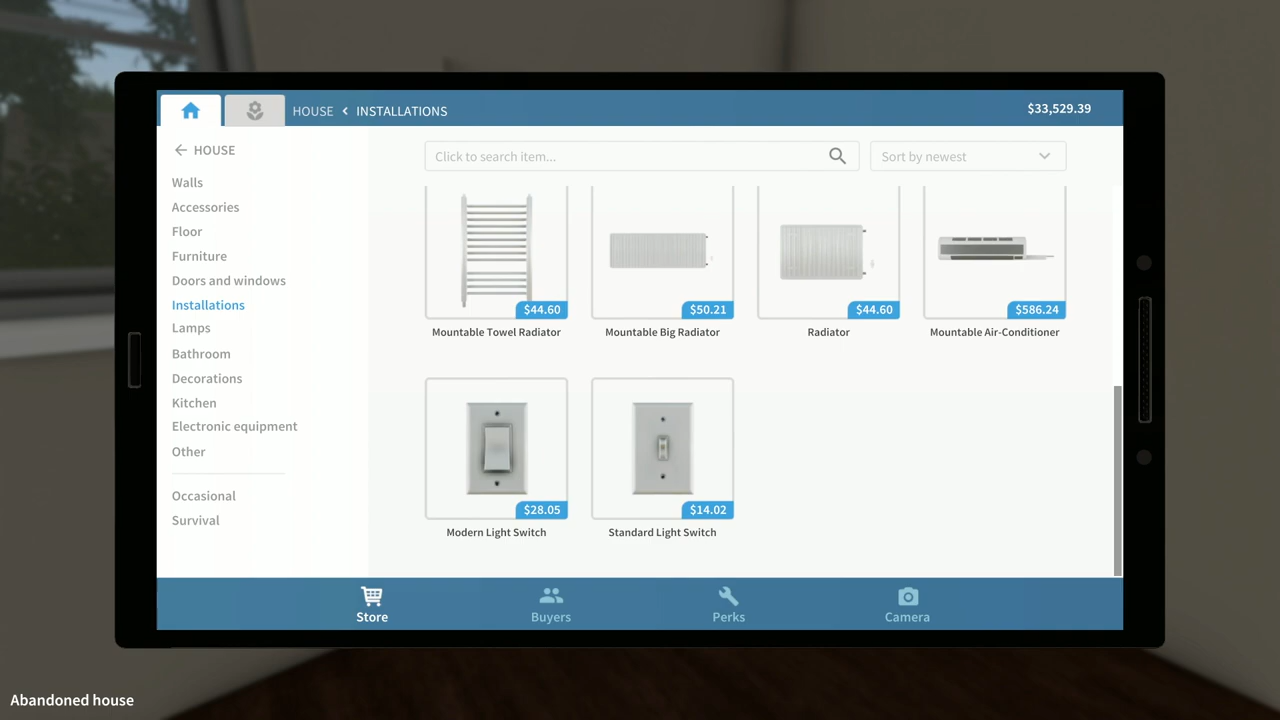 HOUSE < INSTALLATIONS
$33,529.39
HOUSE
Walls
Accessories
Floor
Furniture
Doors and windows
Installations
Lamps
Bathroom
Decorations
Kitchen
Electronic equipment
Other
Occasional
Survival
Click to search item...
Sort by newest
$44.60
$50.21
$44.60
$586.24
Mountable Towel Radiator
Mountable Big Radiator
Radiator
Mountable Air-Conditioner
$28.05
$14.02
Modern Light Switch
Standard Light Switch
Store
Buyers
Perks
Camera
Abandoned house